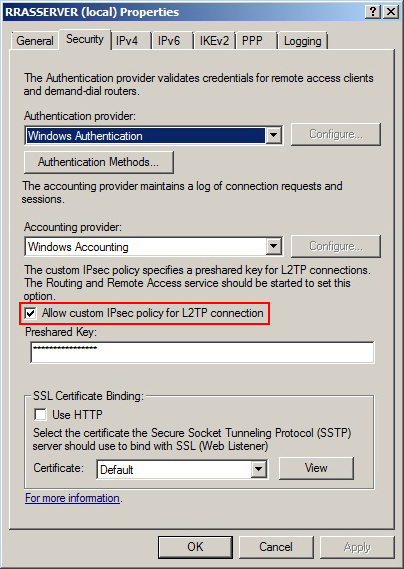 RRASSERVER (local) Properties
General Security IPv4 IPv6 IKEv2 PPP Logging
The Authentication provider validates credentials for remote access clients
and demand-dial routers.
Authentication provider:
Windows Authentication Configure...
Authentication Methods...
The accounting provider maintains a log of connection requests and
sessions.
Accounting provider:
Windows Accounting Configure...
The custom IPsec policy specifies a preshared key for L2TP connections.
The Routing and Remote Access service should be started to set this
option.
Allow custom IPsec policy for L2TP connection
Preshared Key:
****************
SSL Certificate Binding:
Use HTTP
Select the certificate the Secure Socket Tunneling Protocol (SSTP)
server should use to bind with SSL (Web Listener)
Certificate: Default View
For more information.
OK Cancel Apply